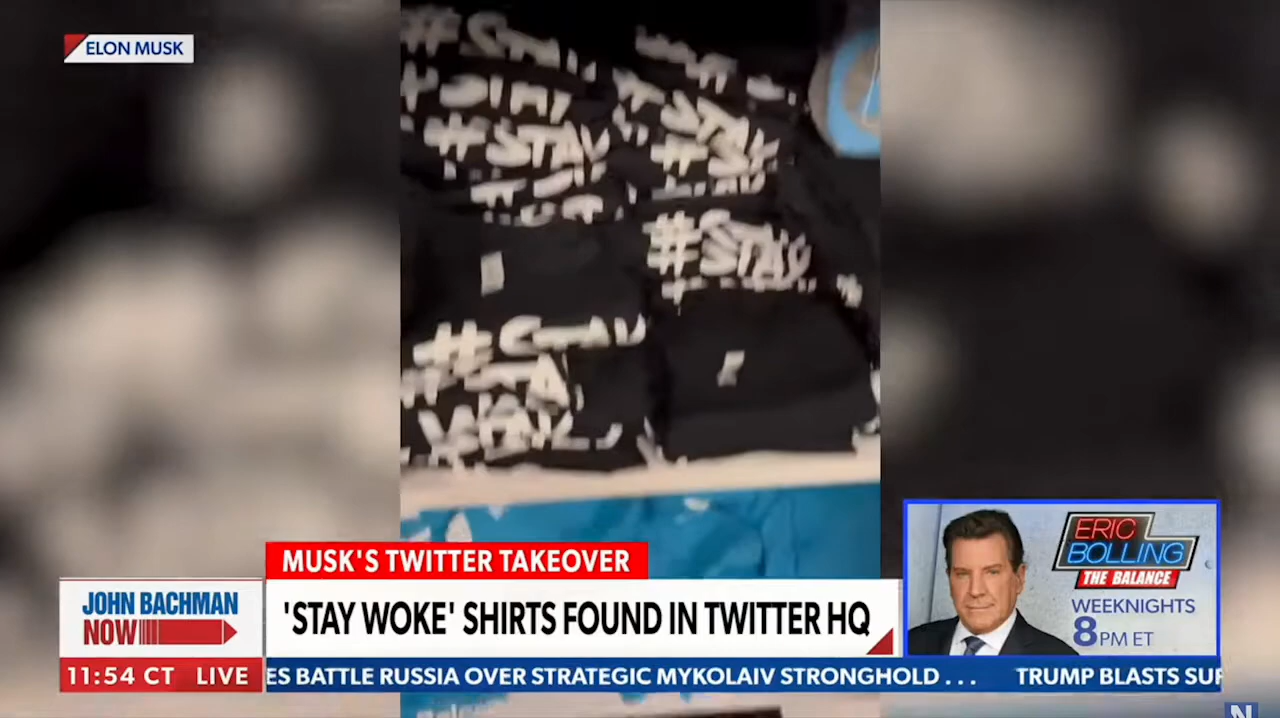 ELON MUSK
#STAY
#STAY
#STAY
MUSK'S TWITTER TAKEOVER
JOHN BACHMAN
NOW
'STAY WOKE' SHIRTS FOUND IN TWITTER HQ
ERIC
BOLLING
THE BALANCE
WEEKNIGHTS
8PM ET
11:54 CT LIVE
ES BATTLE RUSSIA OVER STRATEGIC MYKOLAIV STRONGHOLD . . . TRUMP BLASTS
N